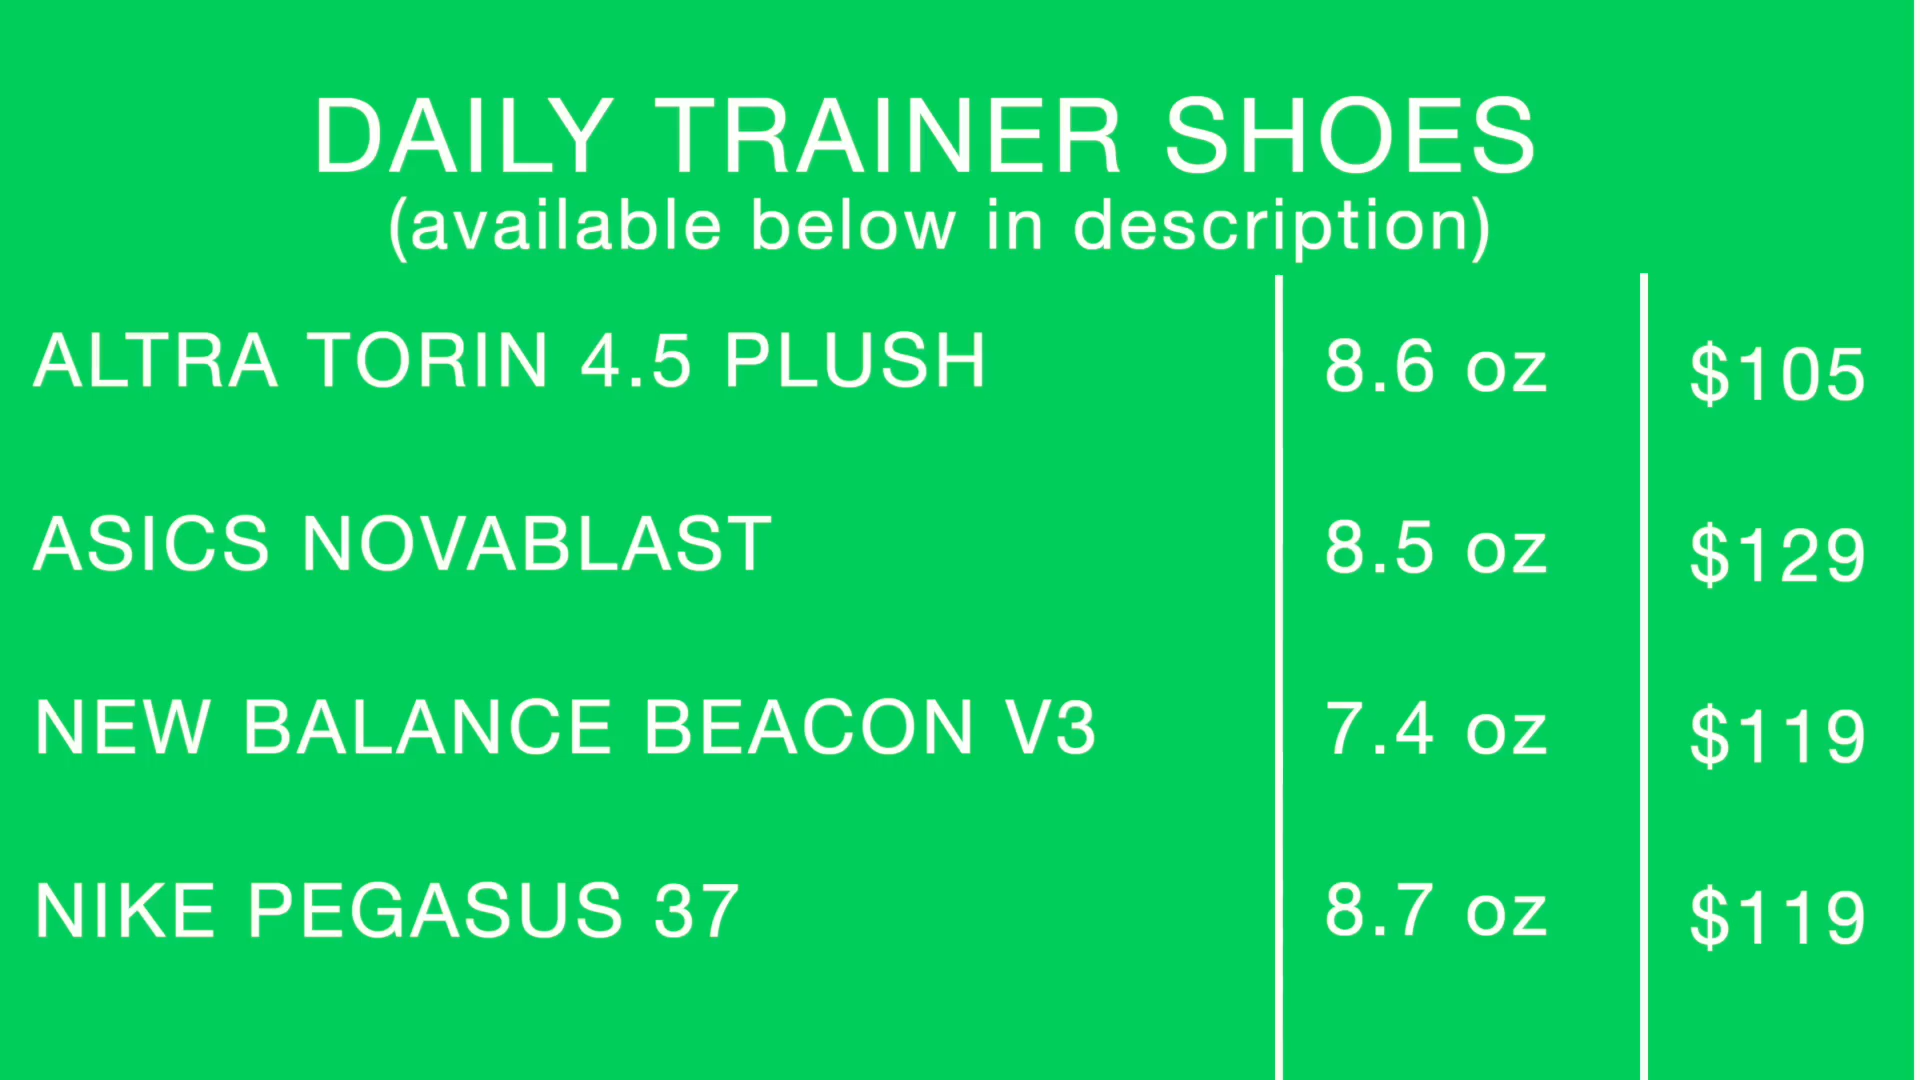 DAILY TRAINER SHOES
(available below in description)
ALTRA TORIN 4.5 PLUSH 8.6 oz $105
ASICS NOVABLAST 8.5 oz $129
NEW BALANCE BEACON V3 7.4 oz $119
NIKE PEGASUS 37 8.7 oz $119